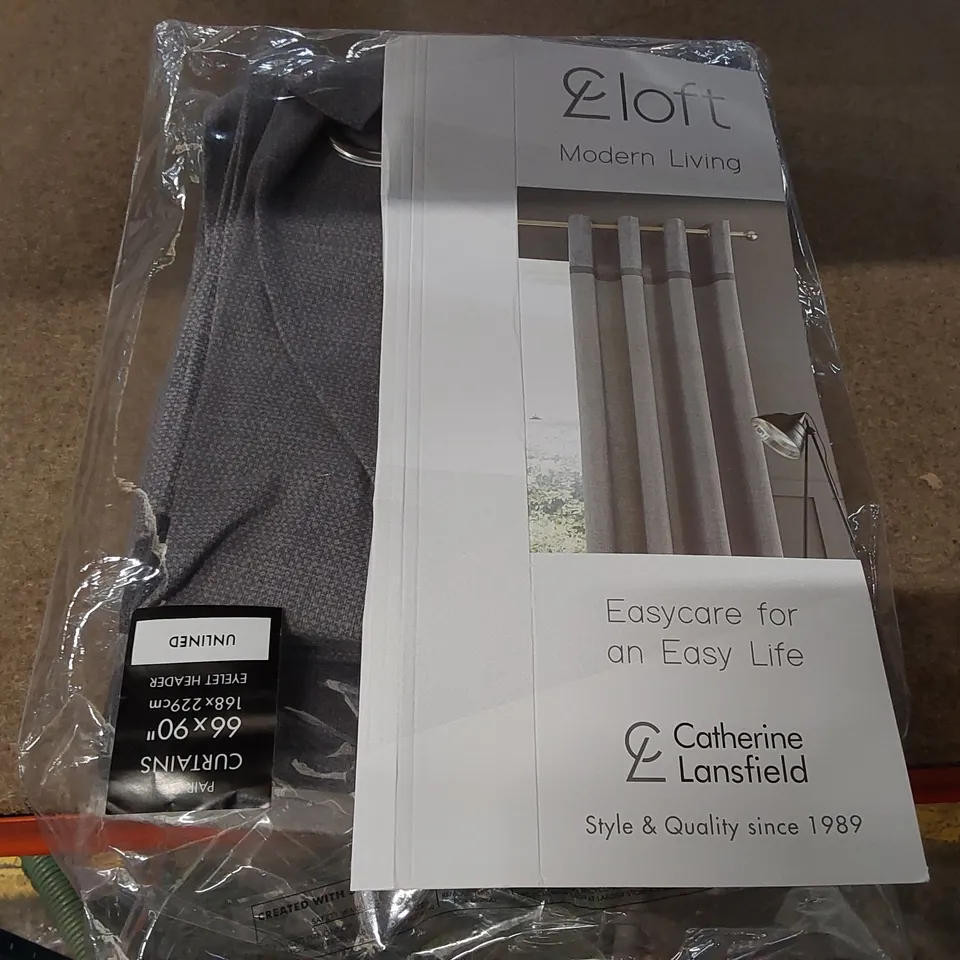 CL loft
Modern Living
Easycare for
an Easy Life
CL Catherine
Lansfield
Style & Quality since 1989
PAIR
CURTAINS
66x90"
168x229cm
EYELET HEADER
UNLINED
CREATED WITH